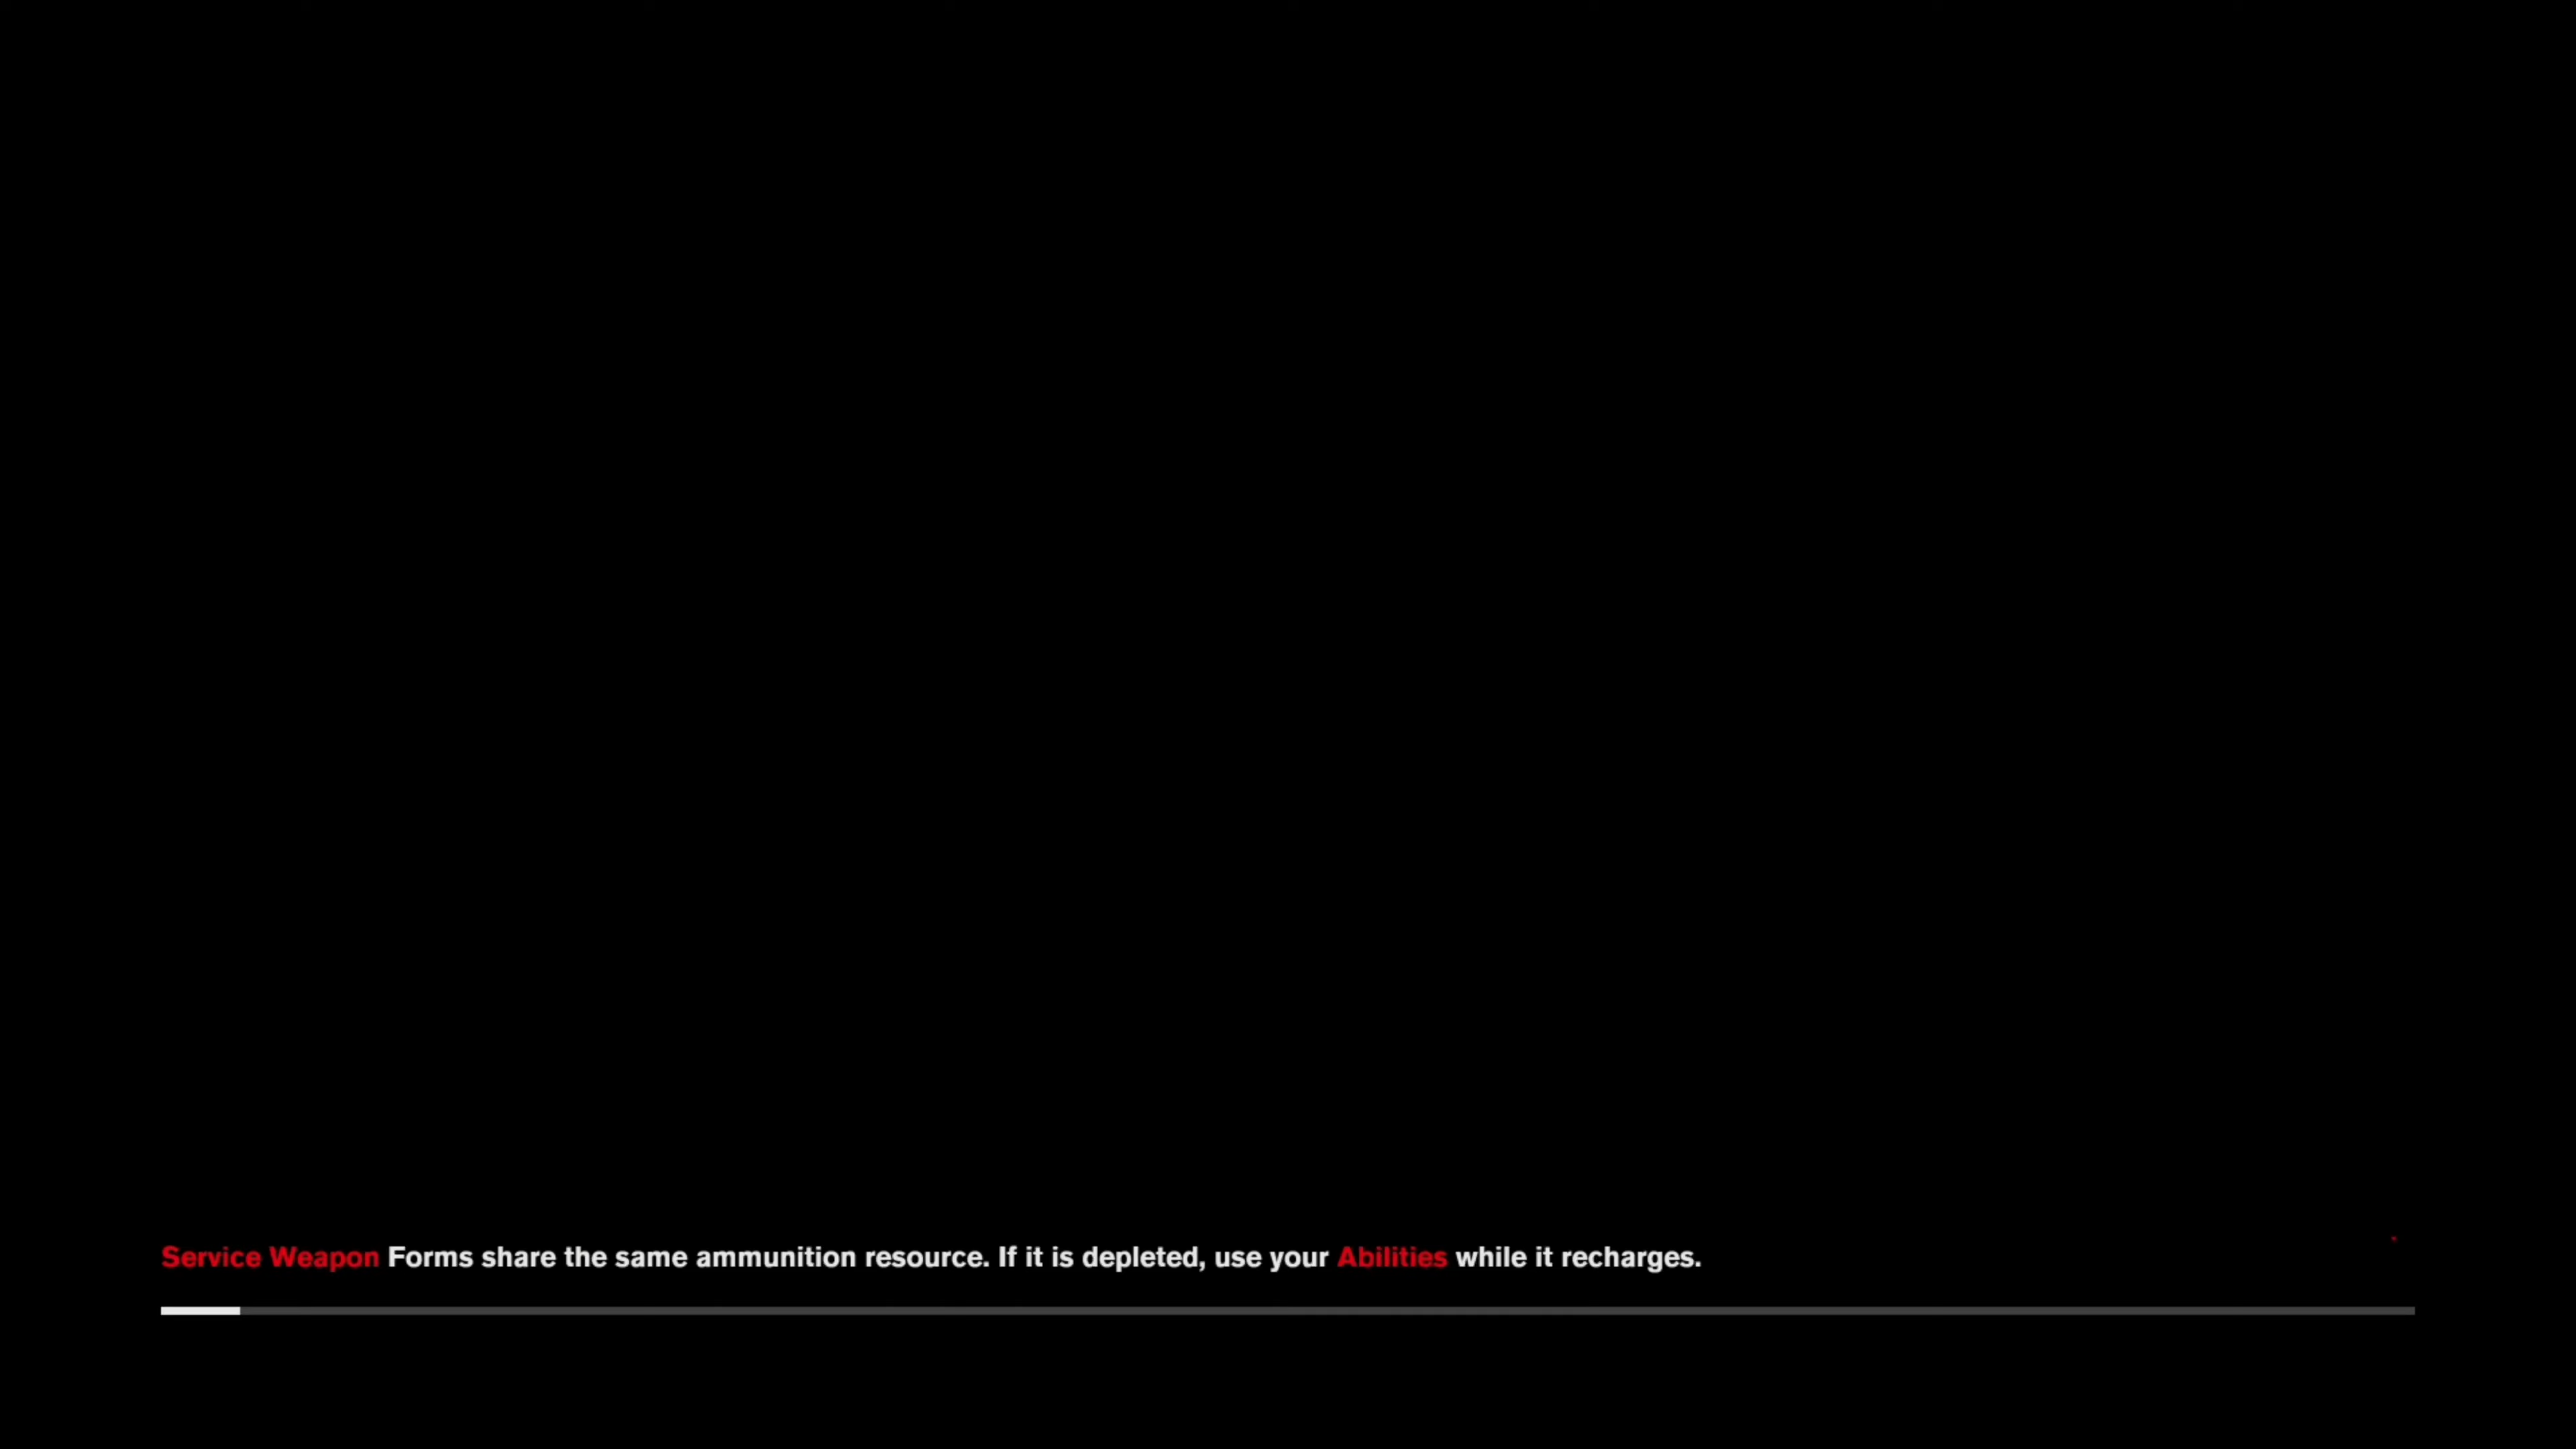 Service Weapon Forms share the same ammunition resource. If it is depleted, use your Abilities while it recharges.